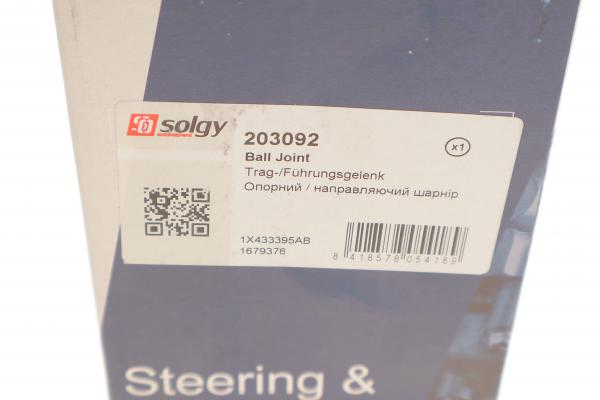 solgy
203092
x1
Ball Joint
Trag-/Führungsgelenk
Опорний / направляючий шарнір
1X433395AB
1679376
8 418578 054189
Steering &